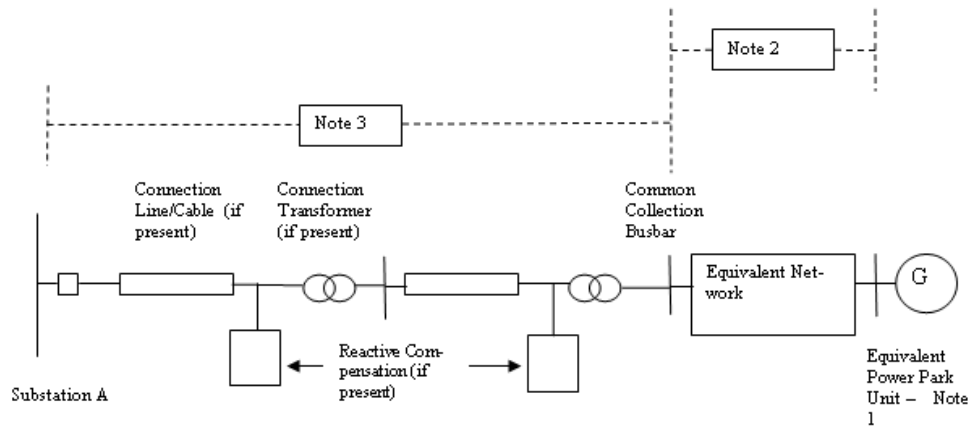 Note 2
Note 3
Connection
Line/Cable (if
present)
Connection
Transformer
(if present)
Common
Collection
Busbar
Equivalent Net-
work
G
Reactive Com-
pensation (if
present)
Substation A
Equivalent
Power Park
Unit – Note
1